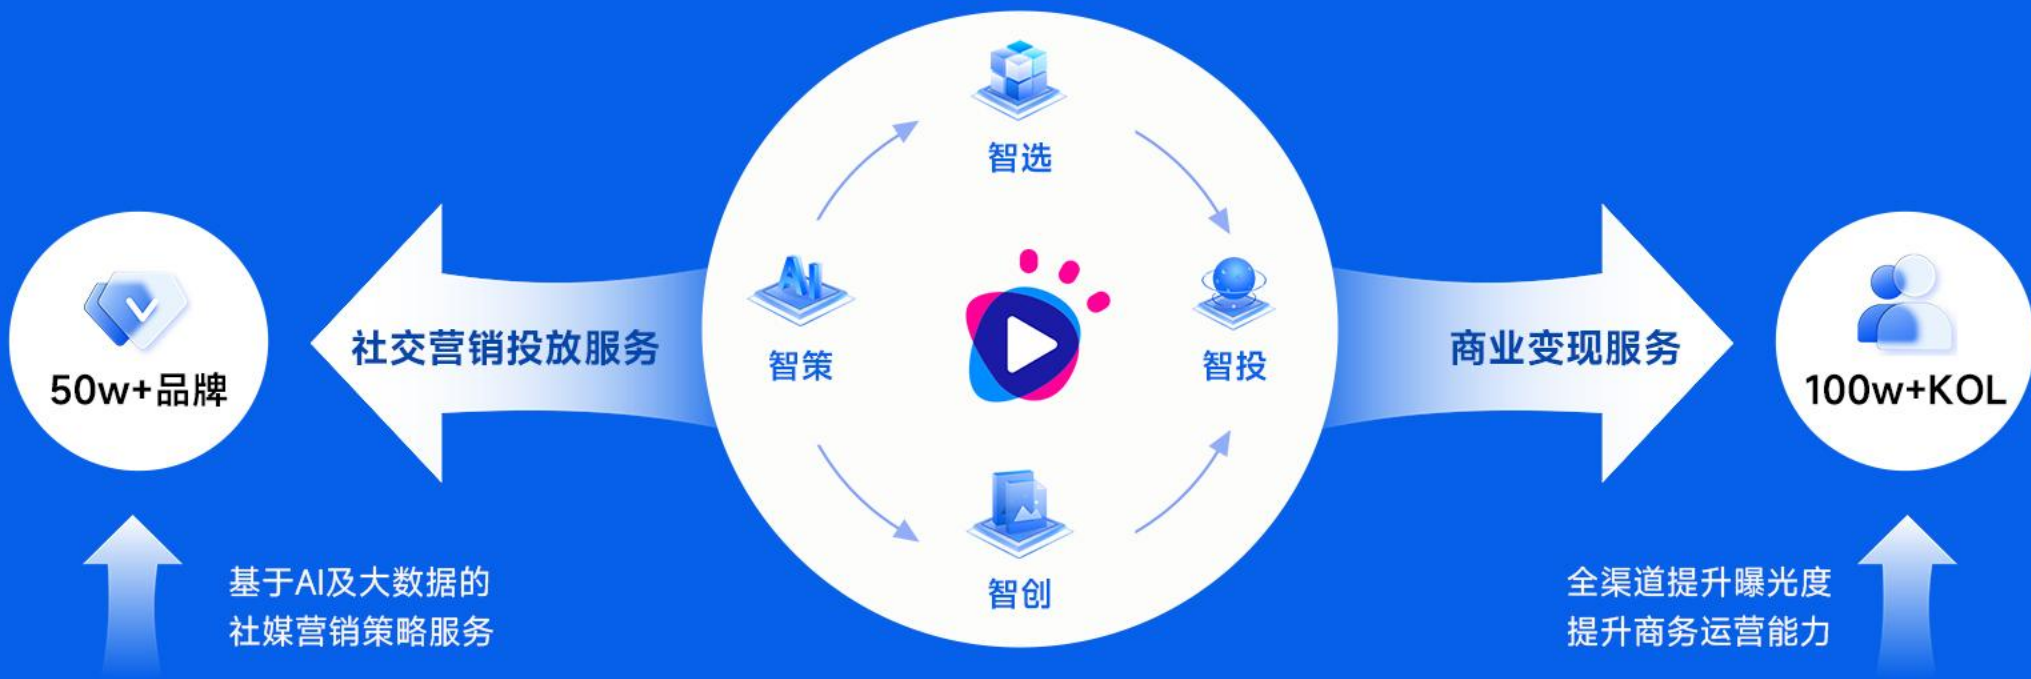 智选
智策
智投
智创
社交营销投放服务
50w+品牌
基于AI及大数据的
社媒营销策略服务
商业变现服务
100w+KOL
全渠道提升曝光度
提升商务运营能力
AI